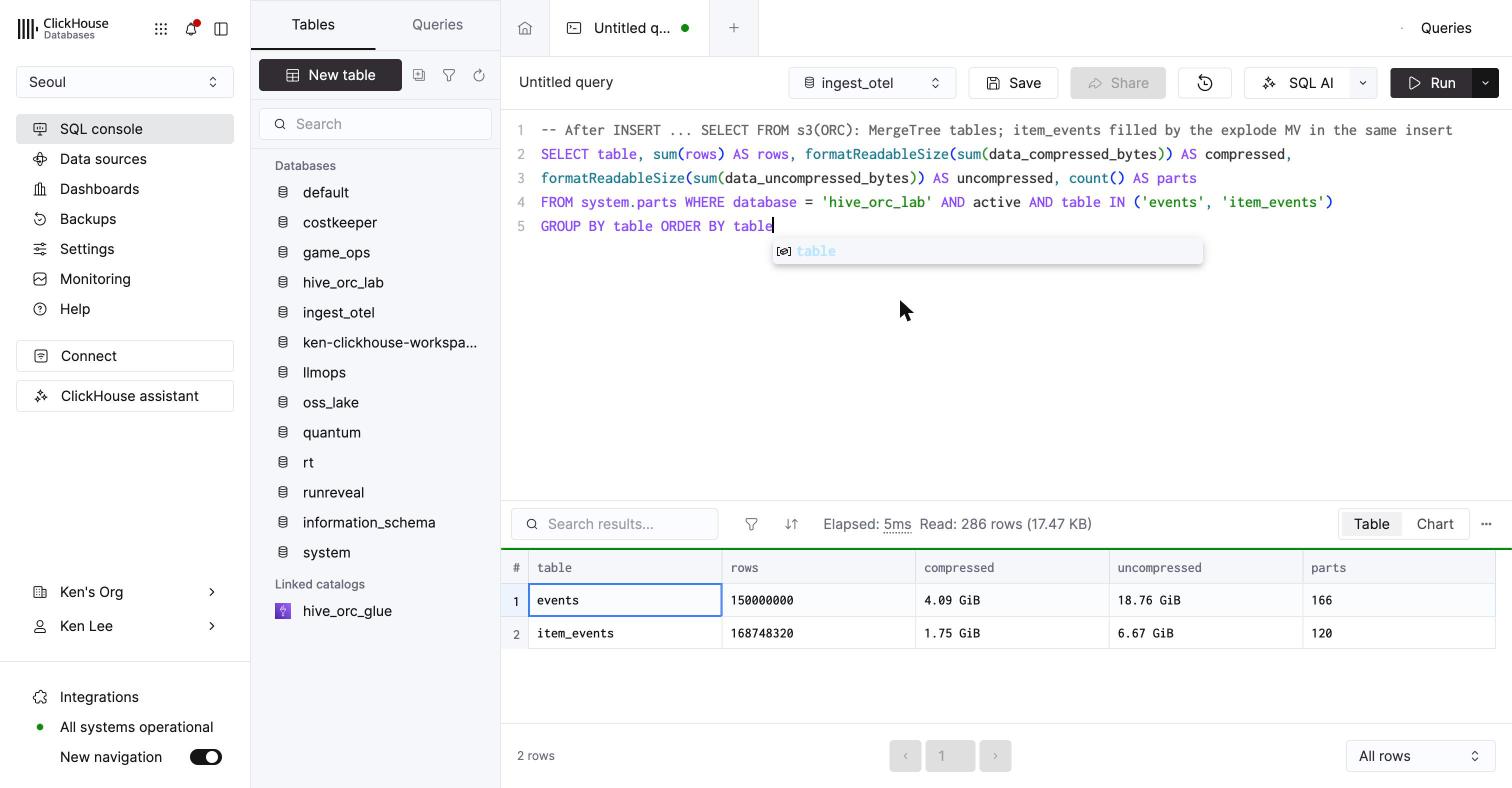 ClickHouse
Databases
Seoul
SQL console
Data sources
Dashboards
Backups
Settings
Monitoring
Help
Connect
ClickHouse assistant
Ken's Org
Ken Lee
Integrations
All systems operational
New navigation
Tables
Queries
New table
Search
Databases
default
costkeeper
game_ops
hive_orc_lab
ingest_otel
ken-clickhouse-workspa...
llmops
oss_lake
quantum
rt
runreveal
information_schema
system
Linked catalogs
hive_orc_glue
Untitled q...
Queries
Untitled query
ingest_otel
Save
Share
SQL AI
Run
1 -- After INSERT ... SELECT FROM s3(ORC): MergeTree tables; item_events filled by the explode MV in the same insert
2 SELECT table, sum(rows) AS rows, formatReadableSize(sum(data_compressed_bytes)) AS compressed,
3 formatReadableSize(sum(data_uncompressed_bytes)) AS uncompressed, count() AS parts
4 FROM system.parts WHERE database = 'hive_orc_lab' AND active AND table IN ('events', 'item_events')
5 GROUP BY table ORDER BY table
table
Search results...
Elapsed: 5ms Read: 286 rows (17.47 KB)
Table
Chart
# table rows compressed uncompressed parts
1 events 150000000 4.09 GiB 18.76 GiB 166
2 item_events 168748320 1.75 GiB 6.67 GiB 120
2 rows
1
All rows